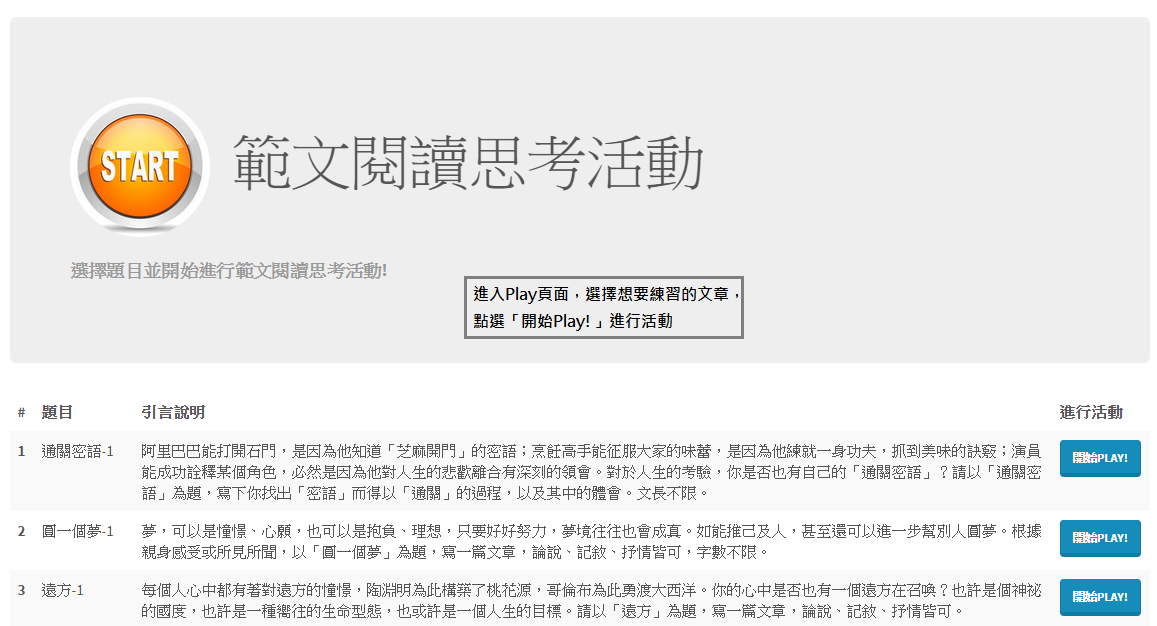 START
範文閱讀思考活動
選擇題目並開始進行範文閱讀思考活動!
進入Play頁面，選擇想要練習的文章，
點選「開始Play!」進行活動
# 題目 引言說明 進行活動
1 通關密語-1 阿里巴巴能打開石門，是因為他知道「芝麻開門」的密語；烹飪高手能征服大家的味蕾，是因為他練就一身功夫，抓到美味的訣竅；演員 開始PLAY!
能成功詮釋某個角色，必然是因為他對人生的悲歡離合有深刻的領會。對於人生的考驗，你是否也有自己的「通關密語」？請以「通關密
語」為題，寫下你找出「密語」而得以「通關」的過程，以及其中的體會。文長不限。
2 圓一個夢-1 夢，可以是憧憬、心願，也可以是抱負、理想，只要好好努力，夢境往往也會成真。如能推己及人，甚至還可以進一步幫別人圓夢。根據 開始PLAY!
親身感受或所見所聞，以「圓一個夢」為題，寫一篇文章，論說、記敘、抒情皆可，字數不限。
3 遠方-1 每個人心中都有著對遠方的憧憬，陶淵明為此構築了桃花源，哥倫布為此勇渡大西洋。你的心中是否也有一個遠方在召喚？也許是個神祕 開始PLAY!
的國度，也許是一種嚮往的生命型態，也或許是一個人生的目標。請以「遠方」為題，寫一篇文章，論說、記敘、抒情皆可。